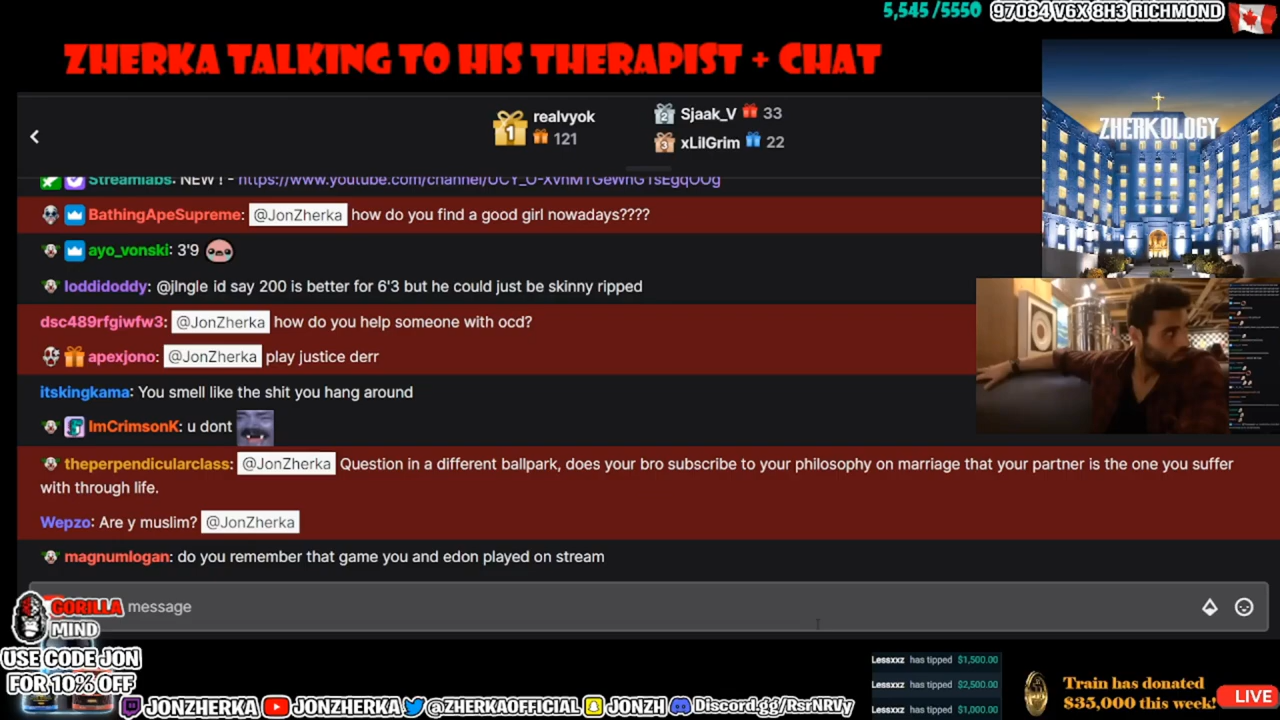 5,545 /5550
97084 V6X 8H3 RICHMOND
ZHERKA TALKING TO HIS THERAPIST + CHAT
ZHERKOLOGY
1
realvyok
121
2
Sjaak_V 33
3
xLilGrim 22
Streamlabs: NEW ! -
BathingApeSupreme: @JonZherka how do you find a good girl nowadays????
ayo_vonski: 3'9
loddidoddy: @jlngle id say 200 is better for 6'3 but he could just be skinny ripped
dsc489rfgiwfw3: @JonZherka how do you help someone with ocd?
apexjono: @JonZherka play justice derr
itskingkama: You smell like the shit you hang around
ImCrimsonK: u dont
theperpendicularclass: @JonZherka Question in a different ballpark, does your bro subscribe to your philosophy on marriage that your partner is the one you suffer
with through life.
Wepzo: Are y muslim? @JonZherka
magnumlogan: do you remember that game you and edon played on stream
message
GORILLA
MIND
USE CODE JON
FOR 10% OFF
JONZHERKA JONZHERKA @ZHERKAOFFICIAL JONZH Discord.gg/RsrNRVy
Lessxxz has tipped $1,500.00
Lessxxz has tipped $2,500.00
Lessxxz has tipped $1,000.00
Train has donated
$35,000 this week!
LIVE